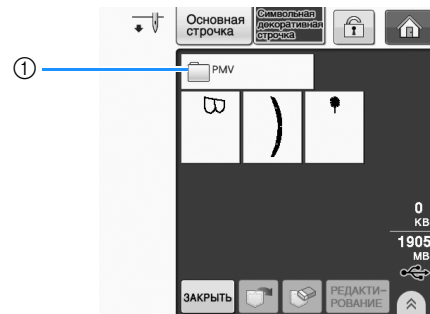 Основная
строчка
Символьная
декоративная
строчка
①
PMV
0
KB
1905
MB
ЗАКРЫТЬ
РЕДАКТИ-
РОВАНИЕ